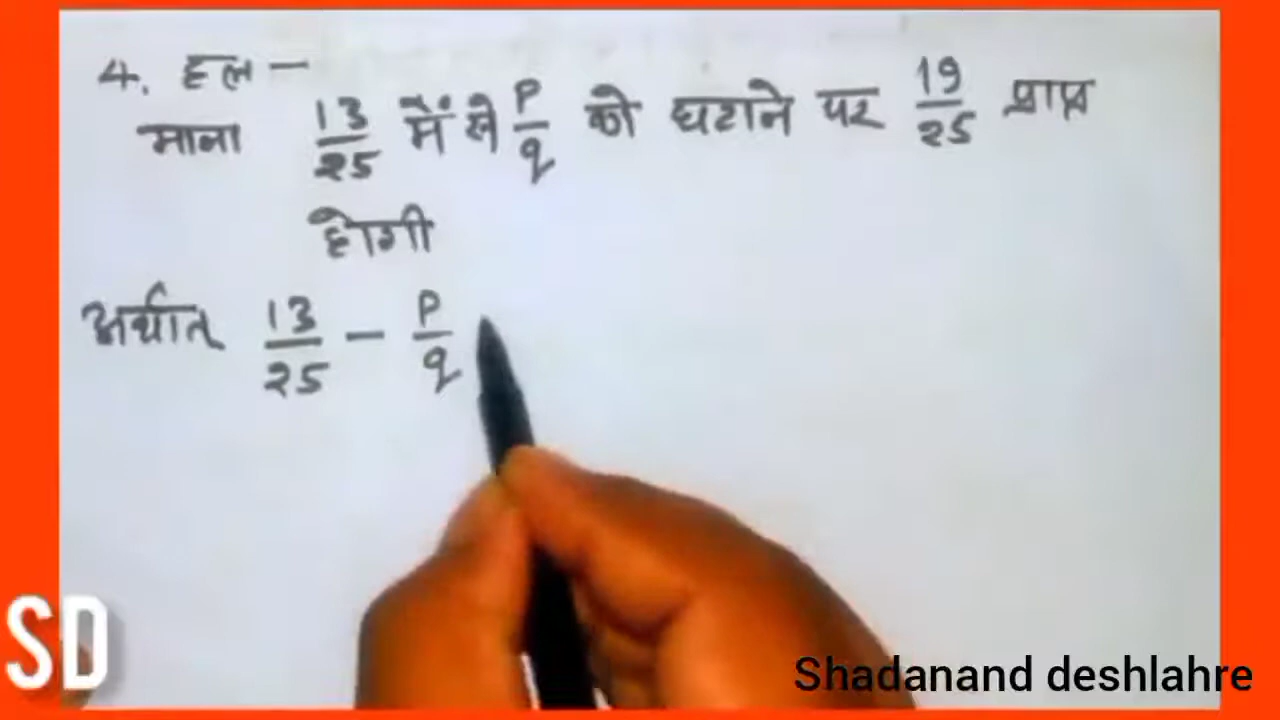 4. हल –
माना 13/25 में से p/q को घटाने पर 19/25 प्राप्त
होगी
अर्थात् 13/25 – p/q
SD
Shadanand deshlahre